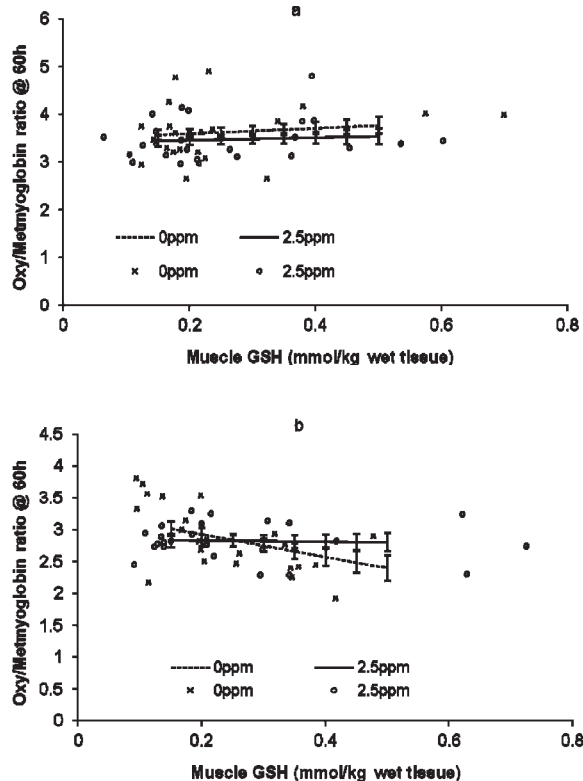 a
Oxy/Metmyoglobin ratio @ 60h
6
5
4
3
2
1
0
0ppm
2.5ppm
0ppm
2.5ppm
0
0.2
0.4
0.6
0.8
Muscle GSH (mmol/kg wet tissue)
b
Oxy/Metmyoglobin ratio @ 60h
4.5
4
3.5
3
2.5
2
1.5
1
0.5
0
0ppm
2.5ppm
0ppm
2.5ppm
0
0.2
0.4
0.6
0.8
Muscle GSH (mmol/kg wet tissue)